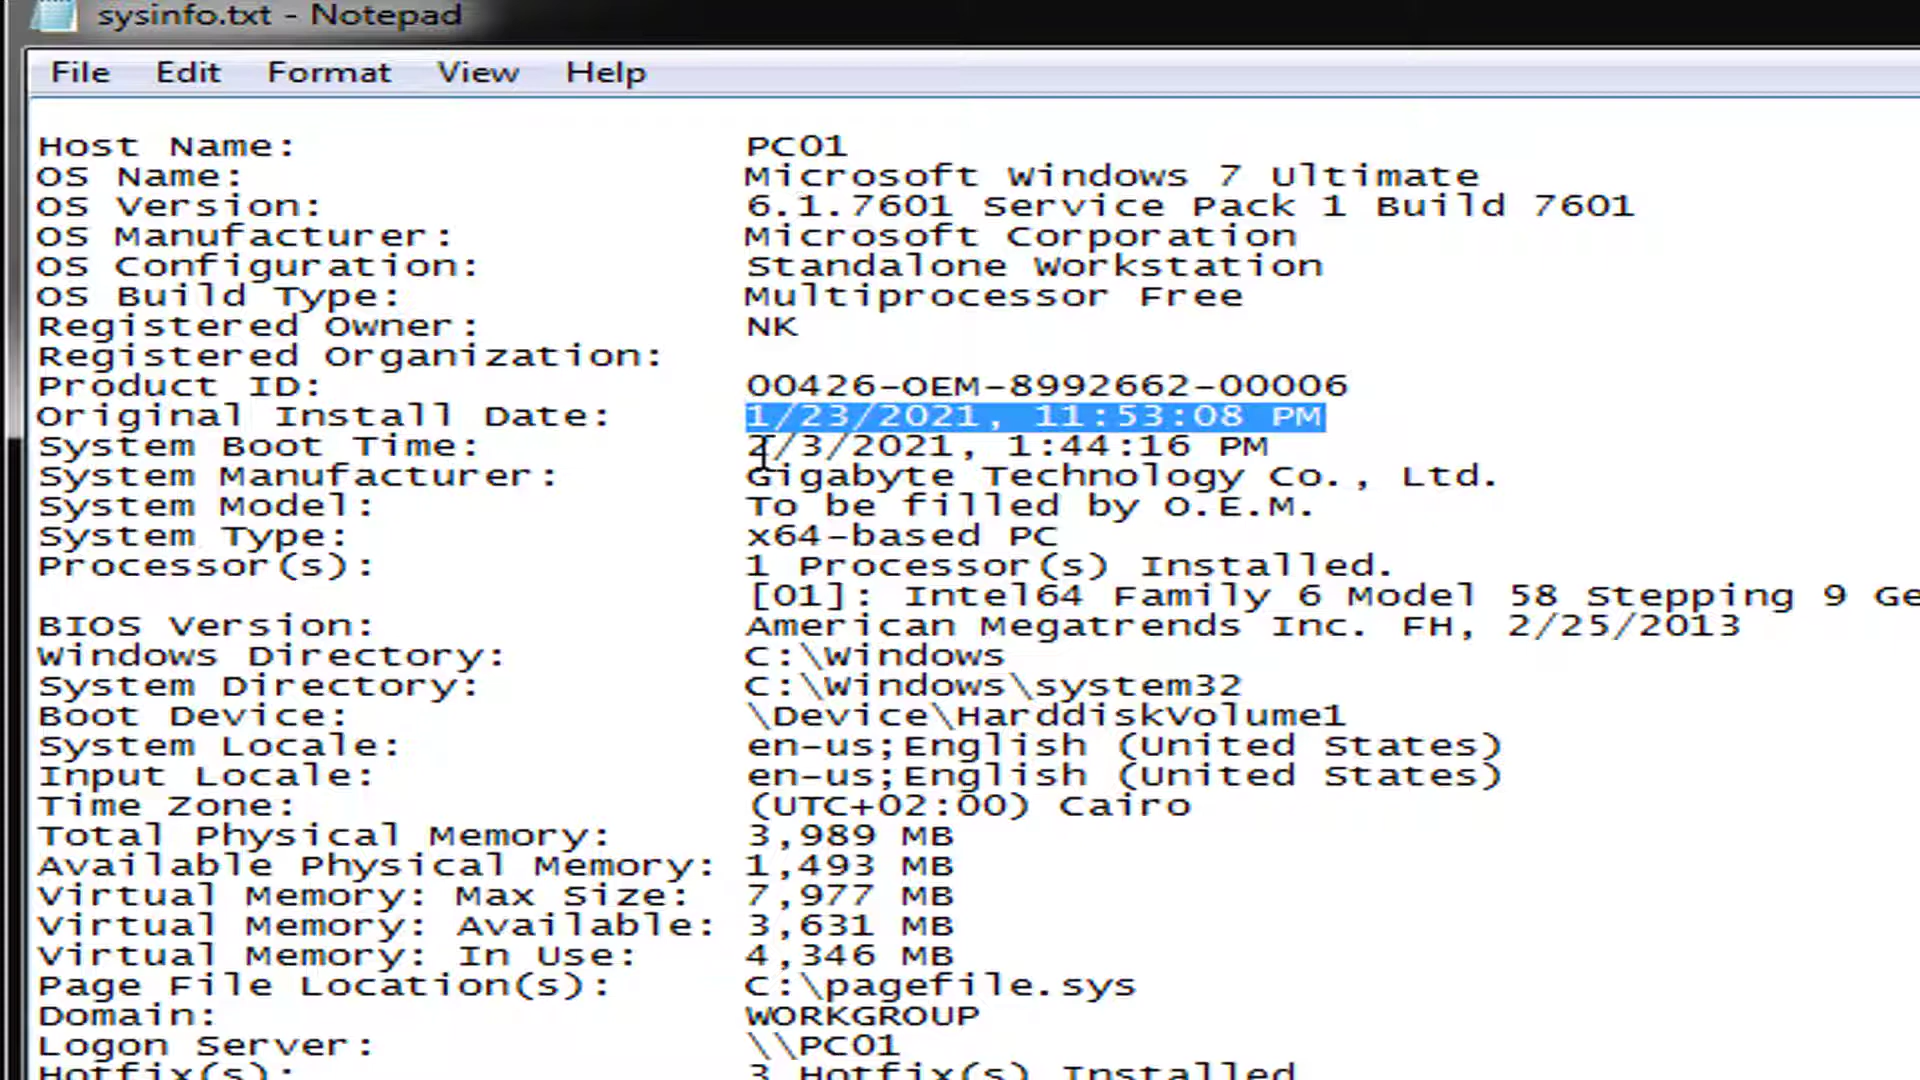 sysinfo.txt - Notepad
File Edit Format View Help
Host Name: PC01
OS Name: Microsoft Windows 7 Ultimate
OS Version: 6.1.7601 Service Pack 1 Build 7601
OS Manufacturer: Microsoft Corporation
OS Configuration: Standalone Workstation
OS Build Type: Multiprocessor Free
Registered Owner: NK
Registered Organization:
Product ID: 00426-OEM-8992662-00006
Original Install Date: 1/23/2021, 11:53:08 PM
System Boot Time: 2/3/2021, 1:44:16 PM
System Manufacturer: Gigabyte Technology Co., Ltd.
System Model: To be filled by O.E.M.
System Type: x64-based PC
Processor(s): 1 Processor(s) Installed.
[01]: Intel64 Family 6 Model 58 Stepping 9 Ge
BIOS Version: American Megatrends Inc. FH, 2/25/2013
Windows Directory: C:\Windows
System Directory: C:\Windows\system32
Boot Device: \Device\HarddiskVolume1
System Locale: en-us;English (United States)
Input Locale: en-us;English (United States)
Time Zone: (UTC+02:00) Cairo
Total Physical Memory: 3,989 MB
Available Physical Memory: 1,493 MB
Virtual Memory: Max Size: 7,977 MB
Virtual Memory: Available: 3,631 MB
Virtual Memory: In Use: 4,346 MB
Page File Location(s): C:\pagefile.sys
Domain: WORKGROUP
Logon Server: \\PC01
Hotfix(s): 3 Hotfix(s) Installed